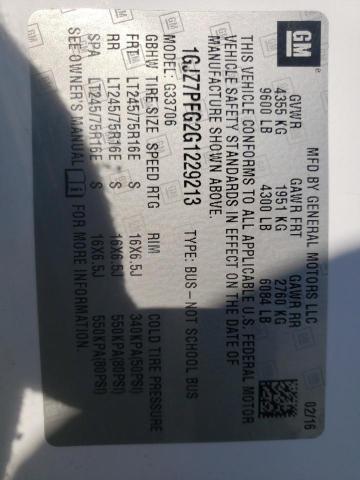 GM
MFD BY GENERAL MOTORS LLC
02/16
GVWR GAWR FRT GAWR RR
4355 KG 1951 KG 2760 KG
9600 LB 4300 LB 6084 LB
THIS VEHICLE CONFORMS TO ALL APPLICABLE U.S. FEDERAL MOTOR
VEHICLE SAFETY STANDARDS IN EFFECT ON THE DATE OF
MANUFACTURE SHOWN ABOVE.
1GJZ7PFG2G1229213 TYPE: BUS–NOT SCHOOL BUS
MODEL: G33706
GBHW TIRE SIZE SPEED RTG RIM COLD TIRE PRESSURE
FRT LT245/75R16E S 16X6.5J 340KPA(50PSI)
RR LT245/75R16E S 16X6.5J 550KPA(80PSI)
SPA LT245/75R16E S 16X6.5J 550KPA(80PSI)
SEE OWNER'S MANUAL i FOR MORE INFORMATION.